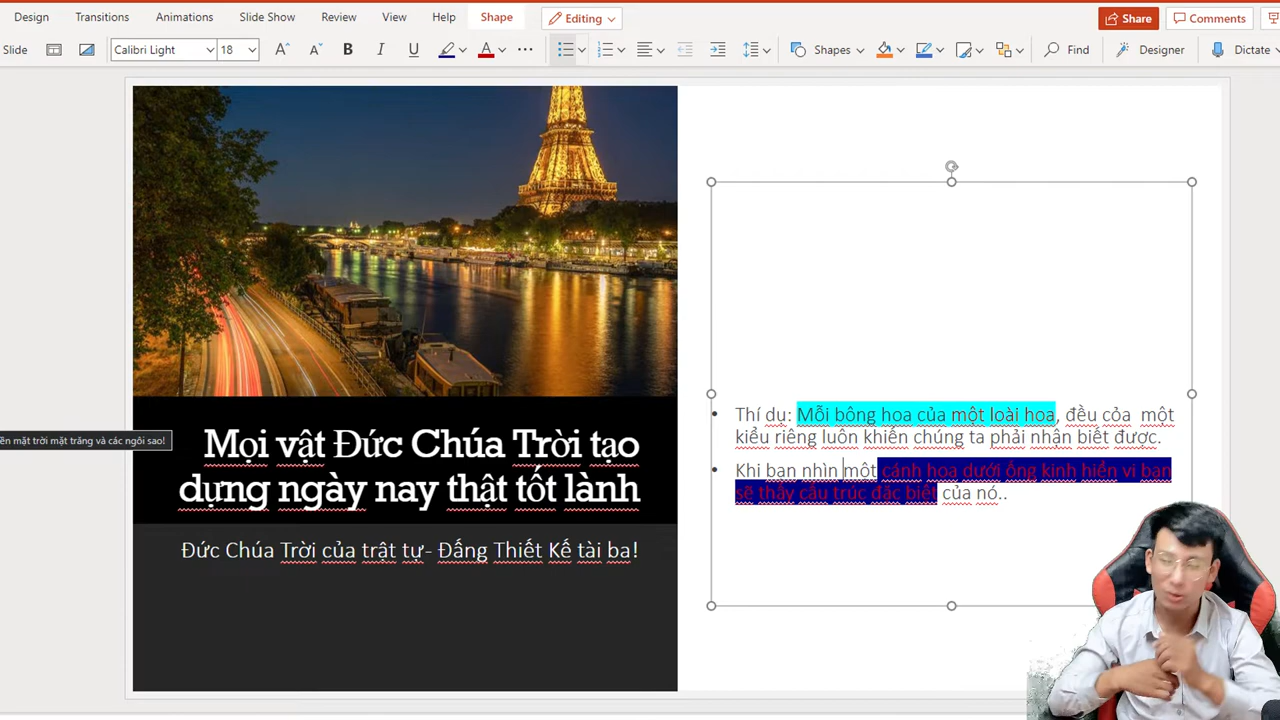 Design Transitions Animations Slide Show Review View Help Shape Editing Share Comments
Slide Calibri Light 18 B I U A Shapes Find Designer Dictate
Mọi vật Đức Chúa Trời tạo
dựng ngày nay thật tốt lành
Đức Chúa Trời của trật tự- Đấng Thiết Kế tài ba!
mặt trời mặt trăng và các ngôi sao!
• Thí dụ: Mỗi bông hoa của một loài hoa, đều cỏa một
kiểu riêng luôn khiến chúng ta phải nhận biết được.
• Khi bạn nhìn một cánh hoa dưới ống kinh hiển vi bạn
sẽ thấy cấu trúc đặc biết của nó..